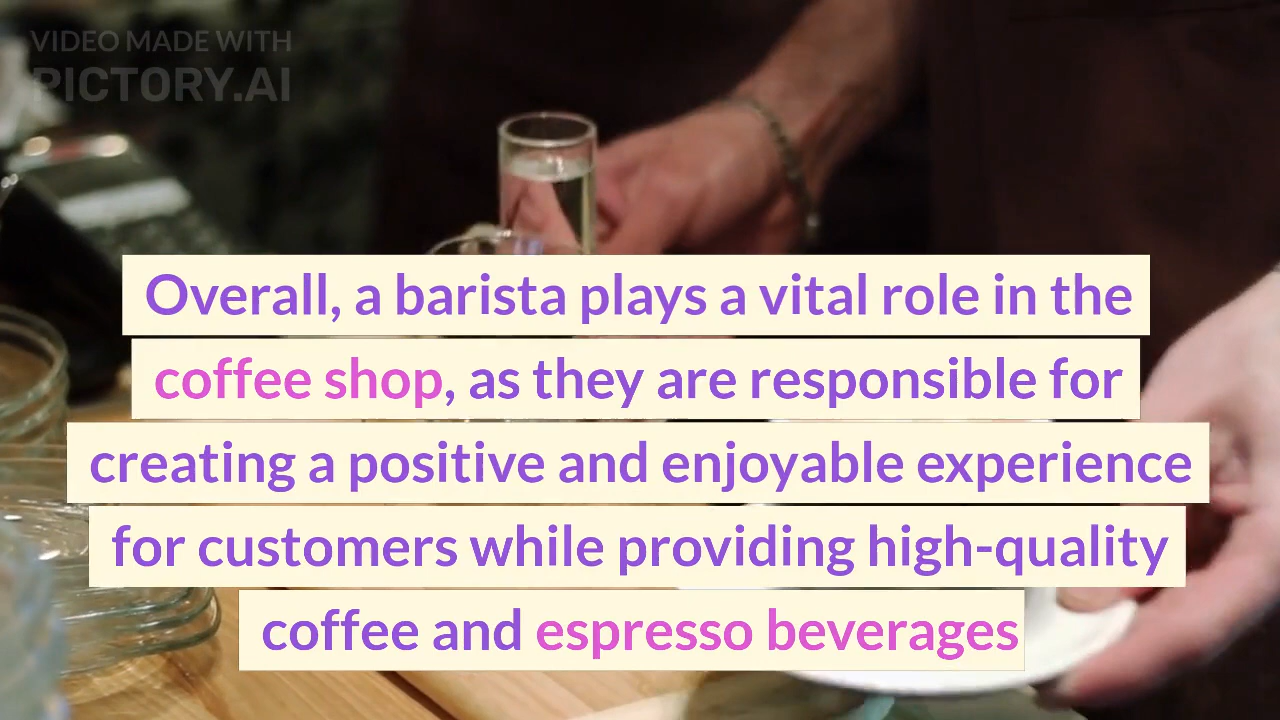 VIDEO MADE WITH
PICTORY.AI
Overall, a barista plays a vital role in the
coffee shop, as they are responsible for
creating a positive and enjoyable experience
for customers while providing high-quality
coffee and espresso beverages